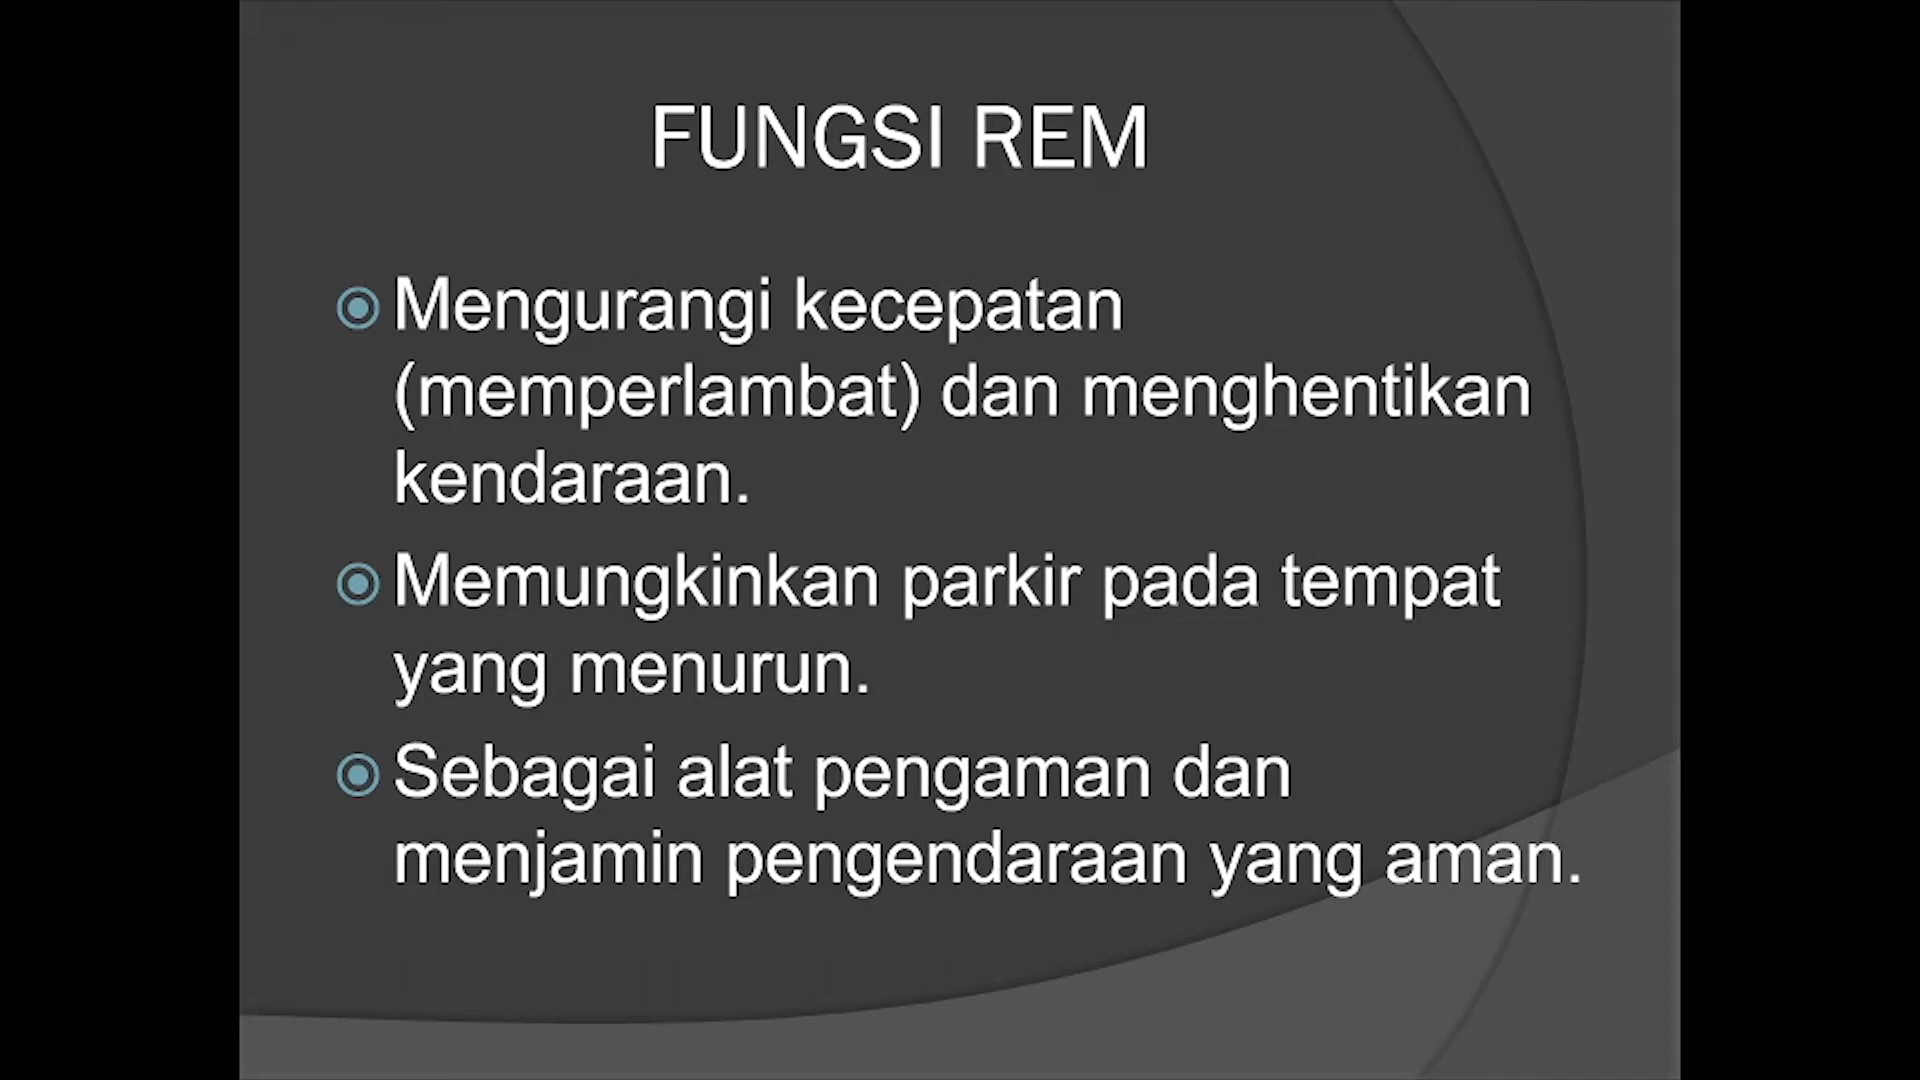 FUNGSI REM
Mengurangi kecepatan
(memperlambat) dan menghentikan
kendaraan.
Memungkinkan parkir pada tempat
yang menurun.
Sebagai alat pengaman dan
menjamin pengendaraan yang aman.